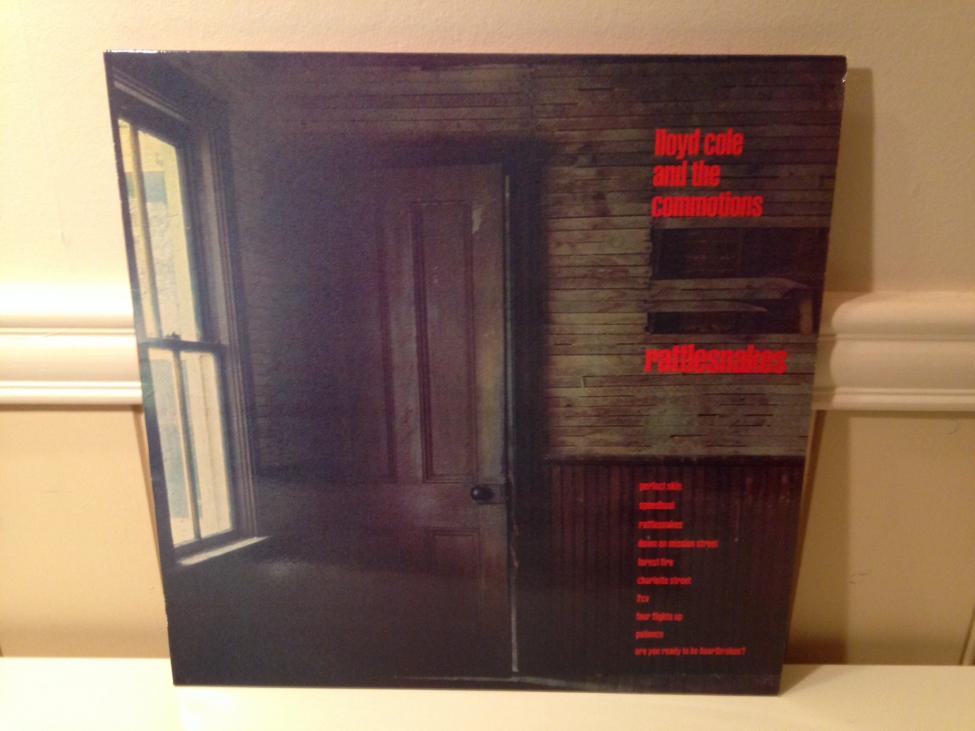 lloyd cole
and the
commotions
rattlesnakes
perfect skin
speedboat
rattlesnakes
down on mission street
forest fire
charlotte street
2cv
four flights up
patience
are you ready to be heartbroken?